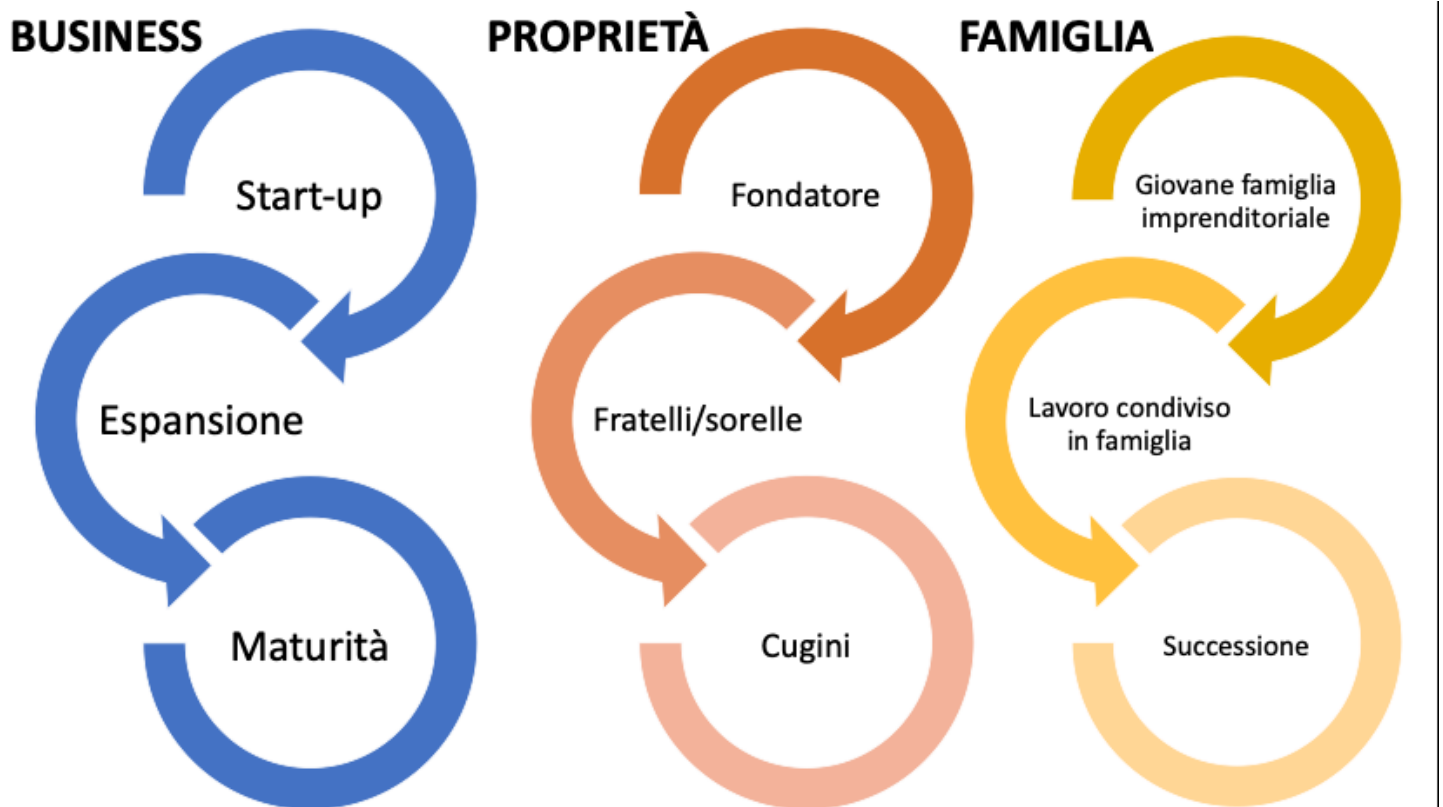 BUSINESS
Start-up
Espansione
Maturità
PROPRIETÀ
Fondatore
Fratelli/sorelle
Cugini
FAMIGLIA
Giovane famiglia
imprenditoriale
Lavoro condiviso
in famiglia
Successione